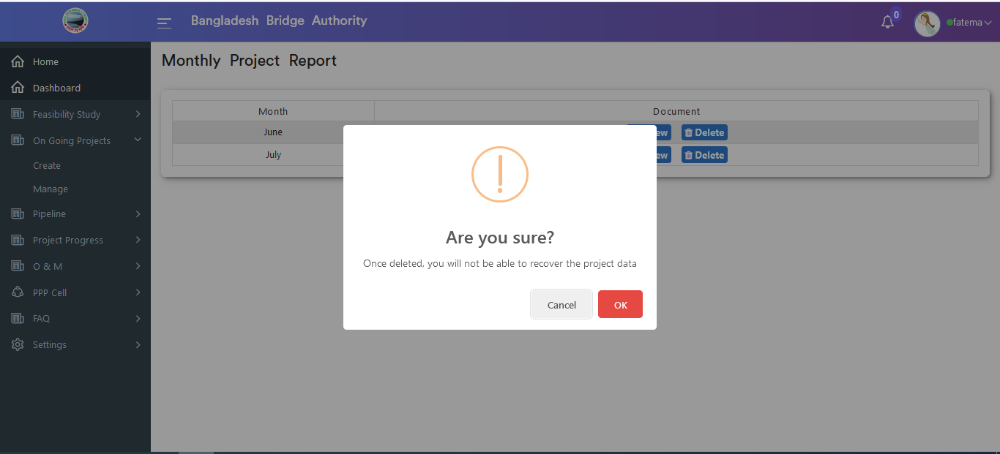 Bangladesh Bridge Authority
0
fatema
Home
Dashboard
Feasibility Study
On Going Projects
Create
Manage
Pipeline
Project Progress
O & M
PPP Cell
FAQ
Settings
Monthly Project Report
Month Document
June ew Delete
July ew Delete
Are you sure?
Once deleted, you will not be able to recover the project data
Cancel OK